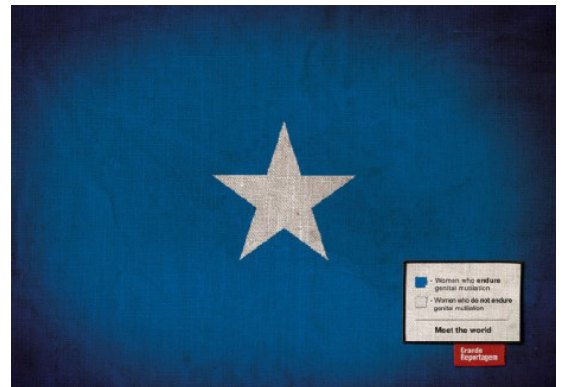 - Women who endure
genital mutilation
- Women who do not endure
genital mutilation
Meet the world
Grande
Reportagem